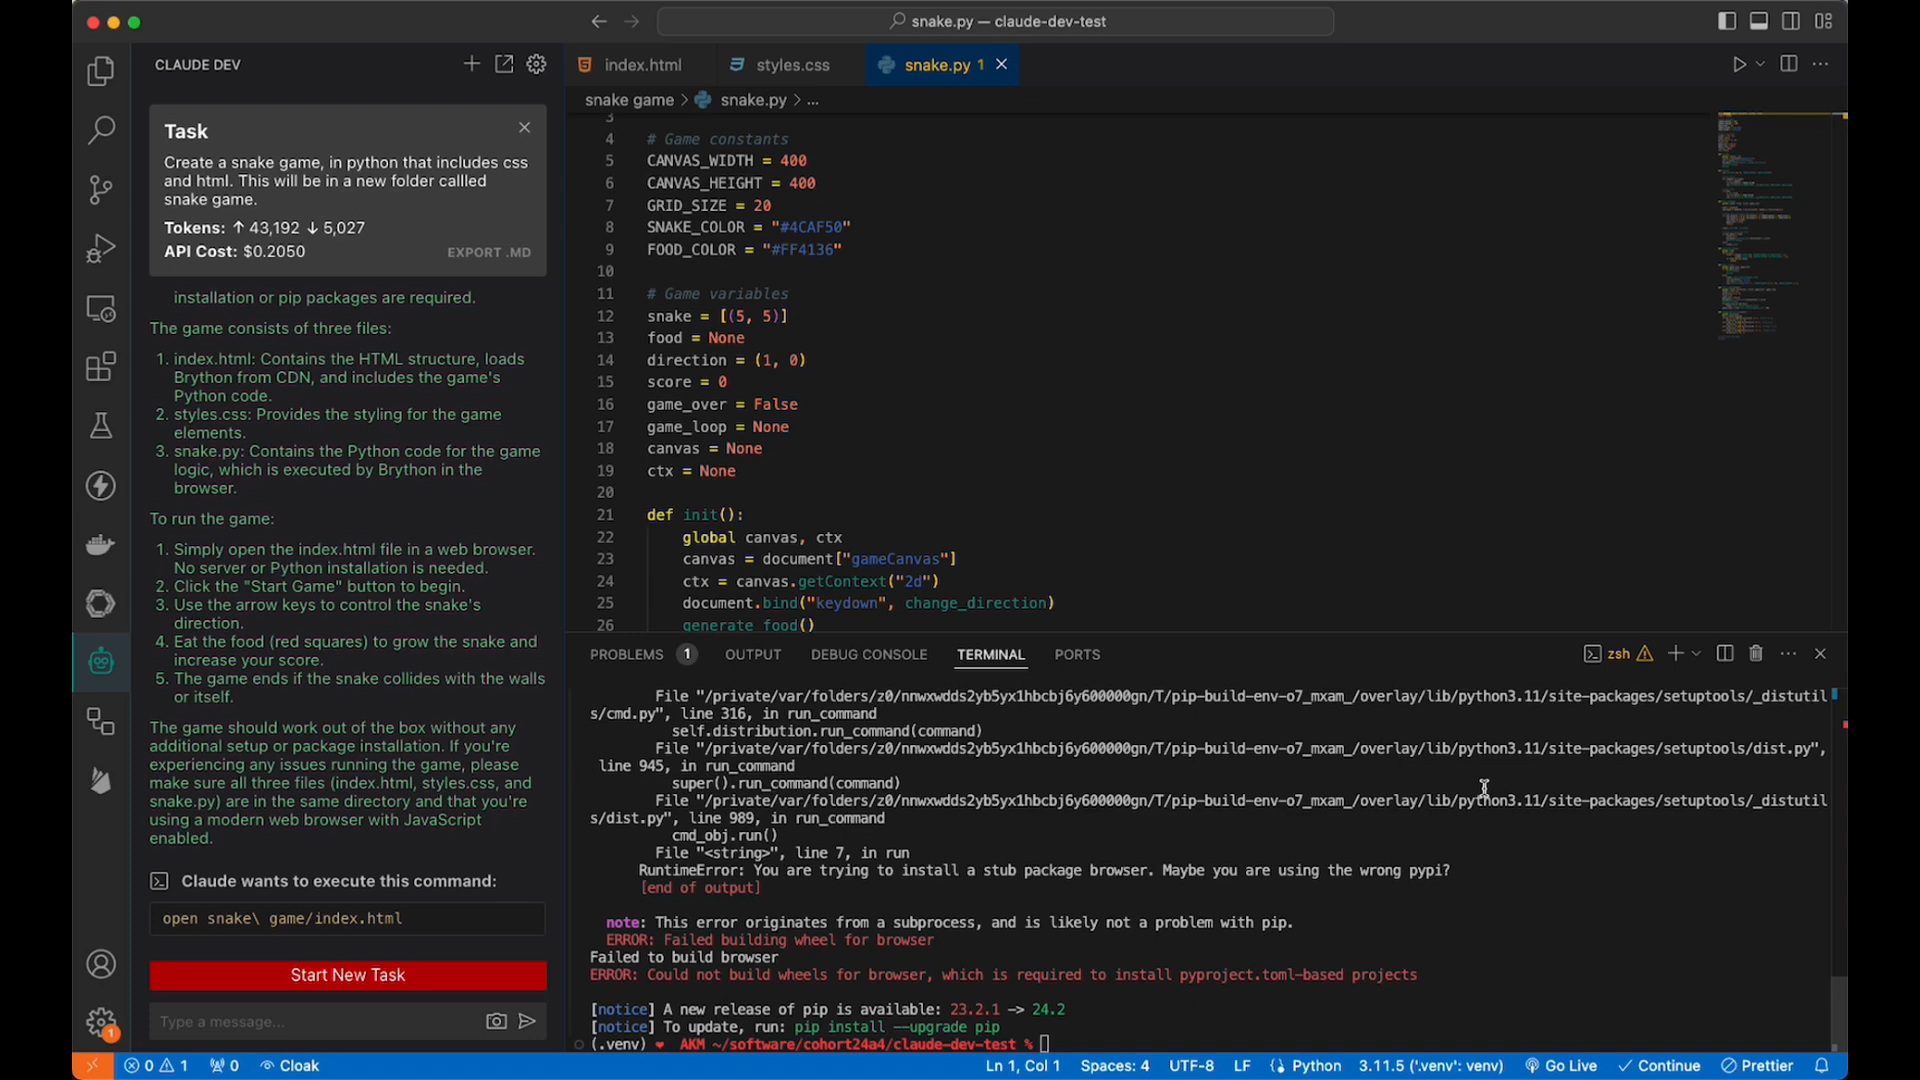 snake.py — claude-dev-test
CLAUDE DEV
Task
Create a snake game, in python that includes css
and html. This will be in a new folder callled
snake game.
Tokens: ↑ 43,192 ↓ 5,027
API Cost: $0.2050
EXPORT .MD
installation or pip packages are required.
The game consists of three files:
1. index.html: Contains the HTML structure, loads
Brython from CDN, and includes the game's
Python code.
2. styles.css: Provides the styling for the game
elements.
3. snake.py: Contains the Python code for the game
logic, which is executed by Brython in the
browser.
To run the game:
1. Simply open the index.html file in a web browser.
No server or Python installation is needed.
2. Click the "Start Game" button to begin.
3. Use the arrow keys to control the snake's
direction.
4. Eat the food (red squares) to grow the snake and
increase your score.
5. The game ends if the snake collides with the walls
or itself.
The game should work out of the box without any
additional setup or package installation. If you're
experiencing any issues running the game, please
make sure all three files (index.html, styles.css, and
snake.py) are in the same directory and that you're
using a modern web browser with JavaScript
enabled.
Claude wants to execute this command:
open snake\ game/index.html
Start New Task
Type a message...
1
index.html
styles.css
snake.py 1
snake game > snake.py > ...
3
4 # Game constants
5 CANVAS_WIDTH = 400
6 CANVAS_HEIGHT = 400
7 GRID_SIZE = 20
8 SNAKE_COLOR = "#4CAF50"
9 FOOD_COLOR = "#FF4136"
10
11 # Game variables
12 snake = [(5, 5)]
13 food = None
14 direction = (1, 0)
15 score = 0
16 game_over = False
17 game_loop = None
18 canvas = None
19 ctx = None
20
21 def init():
22 global canvas, ctx
23 canvas = document["gameCanvas"]
24 ctx = canvas.getContext("2d")
25 document.bind("keydown", change_direction)
26 generate_food()
PROBLEMS 1 OUTPUT DEBUG CONSOLE TERMINAL PORTS
zsh
File "/private/var/folders/z0/nnwxwdds2yb5yx1hbcbj6y600000gn/T/pip-build-env-o7_mxam_/overlay/lib/python3.11/site-packages/setuptools/_distutil
s/cmd.py", line 316, in run_command
self.distribution.run_command(command)
File "/private/var/folders/z0/nnwxwdds2yb5yx1hbcbj6y600000gn/T/pip-build-env-o7_mxam_/overlay/lib/python3.11/site-packages/setuptools/dist.py",
line 945, in run_command
super().run_command(command)
File "/private/var/folders/z0/nnwxwdds2yb5yx1hbcbj6y600000gn/T/pip-build-env-o7_mxam_/overlay/lib/python3.11/site-packages/setuptools/_distutil
s/dist.py", line 989, in run_command
cmd_obj.run()
File "<string>", line 7, in run
RuntimeError: You are trying to install a stub package browser. Maybe you are using the wrong pypi?
[end of output]
note: This error originates from a subprocess, and is likely not a problem with pip.
ERROR: Failed building wheel for browser
Failed to build browser
ERROR: Could not build wheels for browser, which is required to install pyproject.toml-based projects
[notice] A new release of pip is available: 23.2.1 -> 24.2
[notice] To update, run: pip install --upgrade pip
(.venv) ♥ AKM ~/software/cohort24a4/claude-dev-test %
0 1 0 Cloak Ln 1, Col 1 Spaces: 4 UTF-8 LF Python 3.11.5 ('.venv': venv) Go Live Continue Prettier